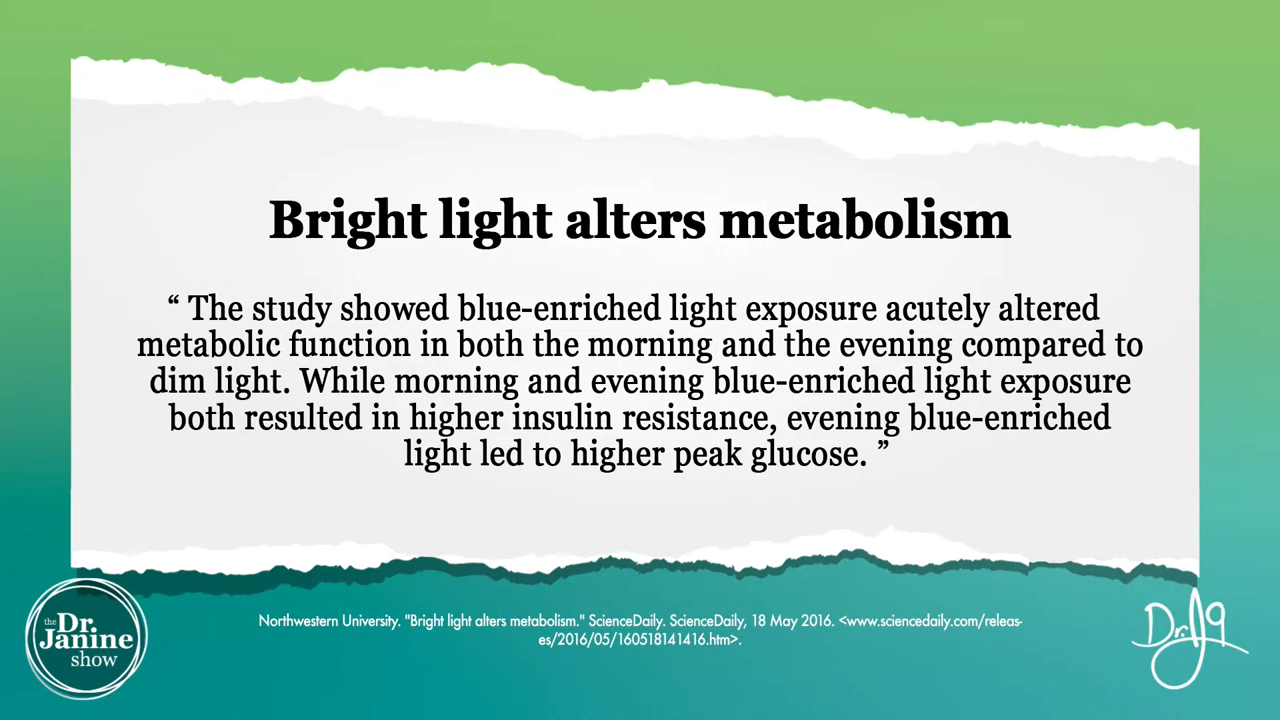 Bright light alters metabolism
“ The study showed blue-enriched light exposure acutely altered
metabolic function in both the morning and the evening compared to
dim light. While morning and evening blue-enriched light exposure
both resulted in higher insulin resistance, evening blue-enriched
light led to higher peak glucose. ”
Northwestern University. "Bright light alters metabolism." ScienceDaily. ScienceDaily, 18 May 2016. <www.sciencedaily.com/releas-
es/2016/05/160518141416.htm>.
the Dr.
Janine
show
Dr.J9